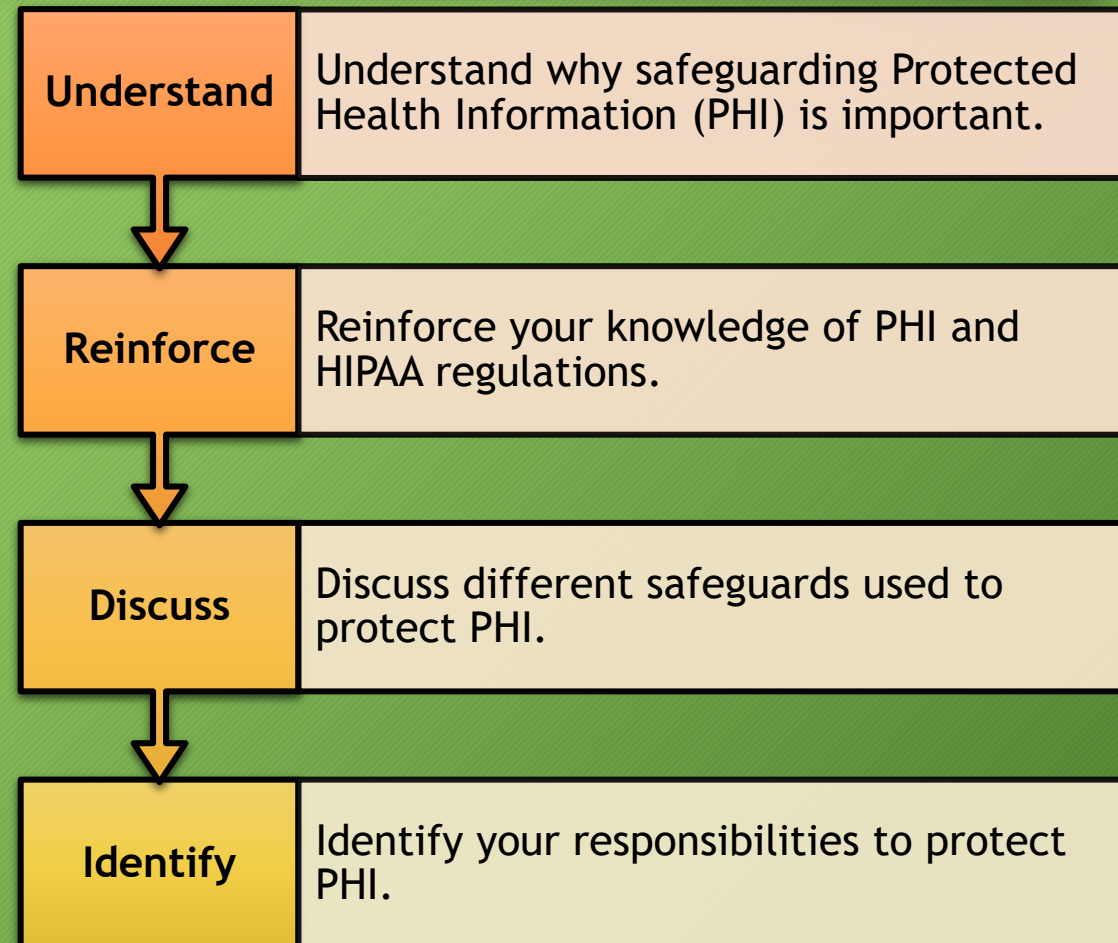 Understand
Understand why safeguarding Protected
Health Information (PHI) is important.
Reinforce
Reinforce your knowledge of PHI and
HIPAA regulations.
Discuss
Discuss different safeguards used to
protect PHI.
Identify
Identify your responsibilities to protect
PHI.